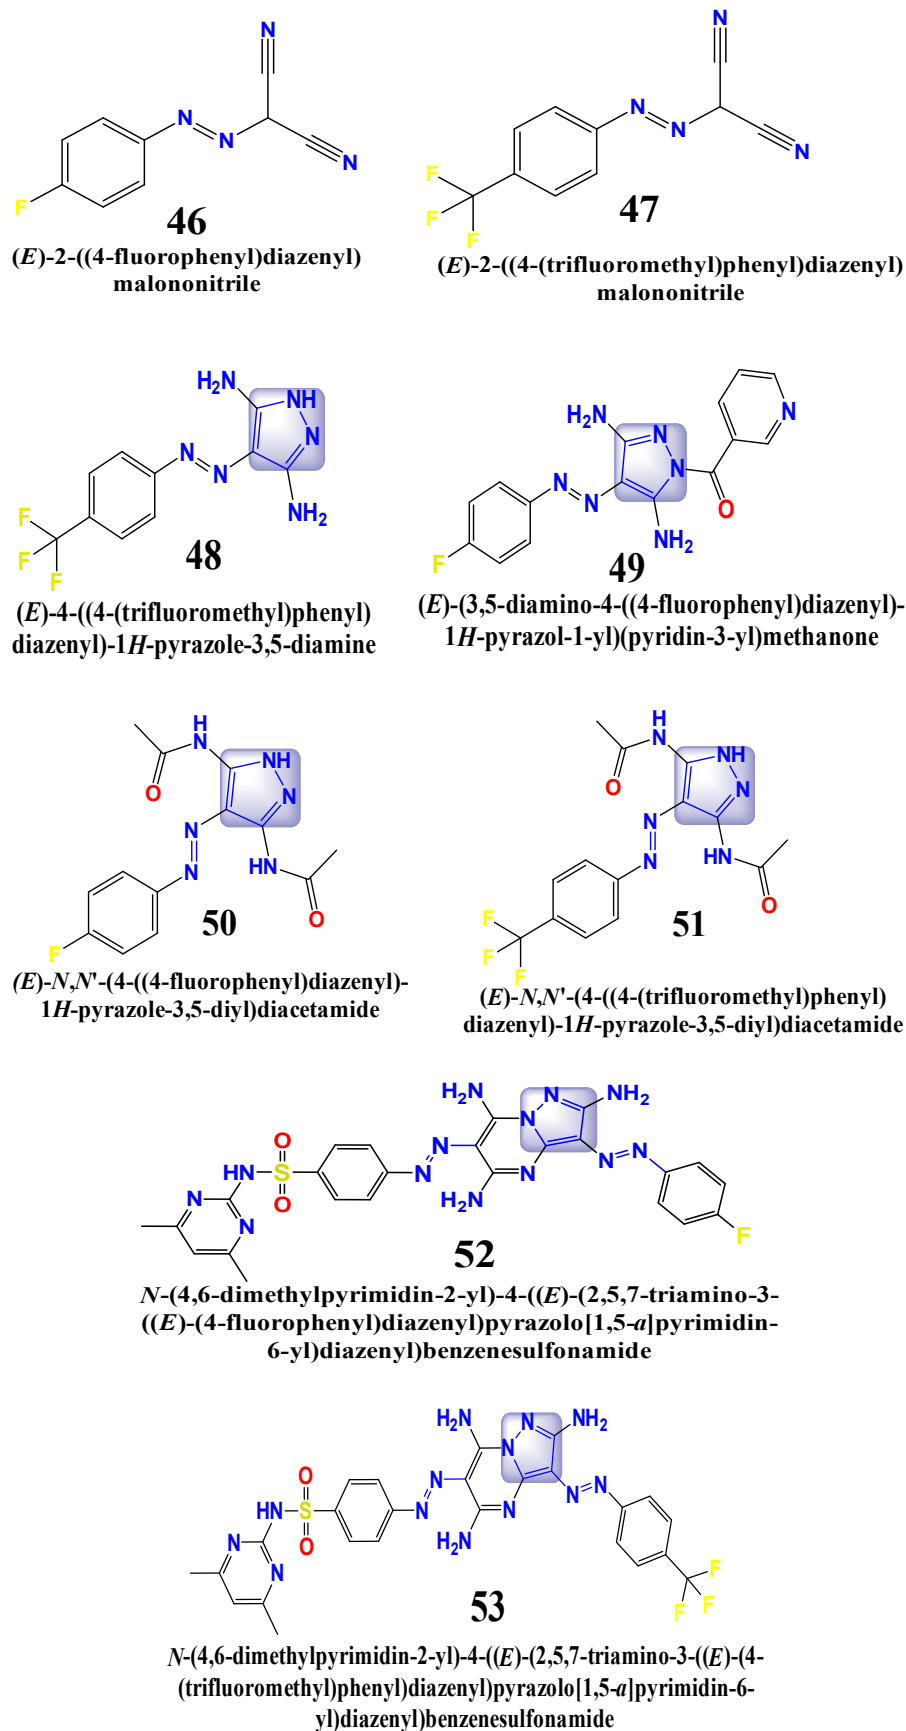 N
N
N
N
N
F
46
(E)-2-((4-fluorophenyl)diazenyl)
malononitrile
N
N
N
N
F
F
F
47
(E)-2-((4-(trifluoromethyl)phenyl)diazenyl)
malononitrile
H2N
NH
N
N
N
NH2
F
F
F
48
(E)-4-((4-(trifluoromethyl)phenyl)
diazenyl)-1H-pyrazole-3,5-diamine
H2N
N
N
N
N
N
O
NH2
F
49
(E)-(3,5-diamino-4-((4-fluorophenyl)diazenyl)-
1H-pyrazol-1-yl)(pyridin-3-yl)methanone
H
N
NH
O
N
N
N
HN
O
F
50
(E)-N,N'-(4-((4-fluorophenyl)diazenyl)-
1H-pyrazole-3,5-diyl)diacetamide
H
N
NH
O
N
N
N
HN
O
F
F
F
51
(E)-N,N'-(4-((4-(trifluoromethyl)phenyl)
diazenyl)-1H-pyrazole-3,5-diyl)diacetamide
H2N
N
NH2
N
O
N
N
N
HN
S
N
N
N
O
H2N
N
N
F
52
N-(4,6-dimethylpyrimidin-2-yl)-4-((E)-(2,5,7-triamino-3-
((E)-(4-fluorophenyl)diazenyl)pyrazolo[1,5-a]pyrimidin-
6-yl)diazenyl)benzenesulfonamide
H2N
N
NH2
N
O
N
N
N
HN
S
N
N
O
H2N
N
N
F
F
F
53
N-(4,6-dimethylpyrimidin-2-yl)-4-((E)-(2,5,7-triamino-3-((E)-(4-
(trifluoromethyl)phenyl)diazenyl)pyrazolo[1,5-a]pyrimidin-6-
yl)diazenyl)benzenesulfonamide